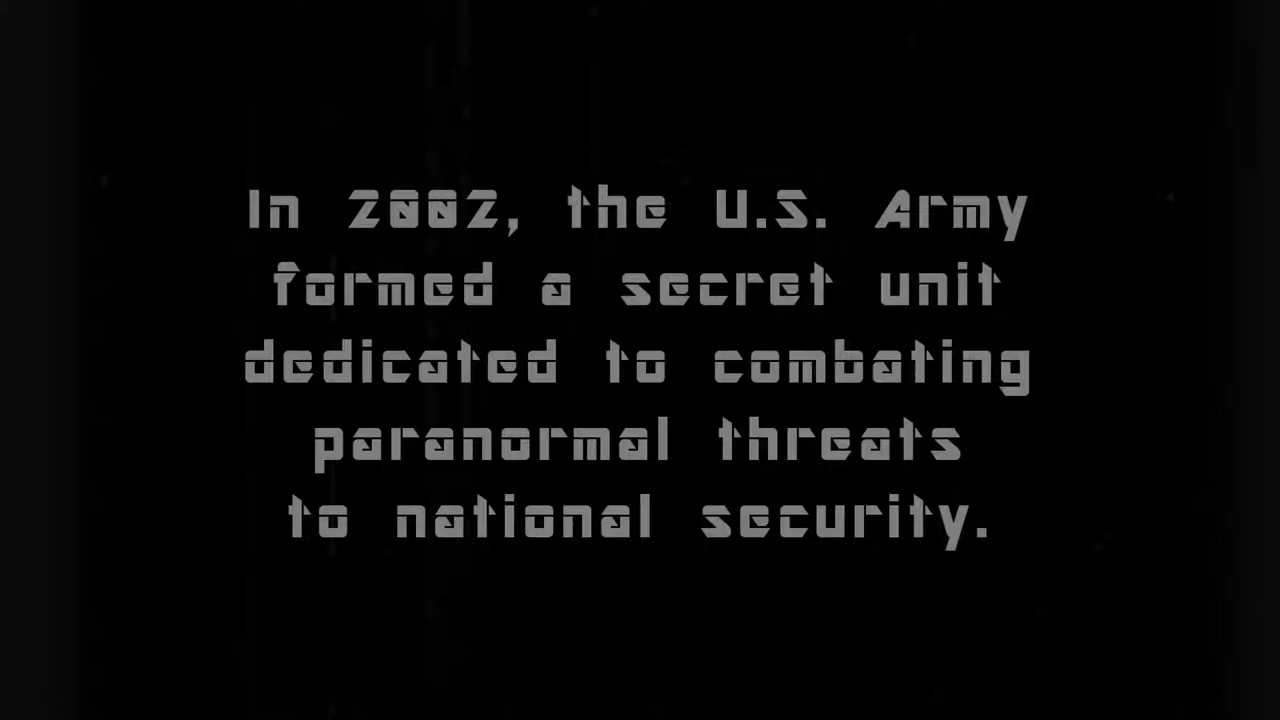 In 2002, the U.S. Army
formed a secret unit
dedicated to combating
paranormal threats
to national security.